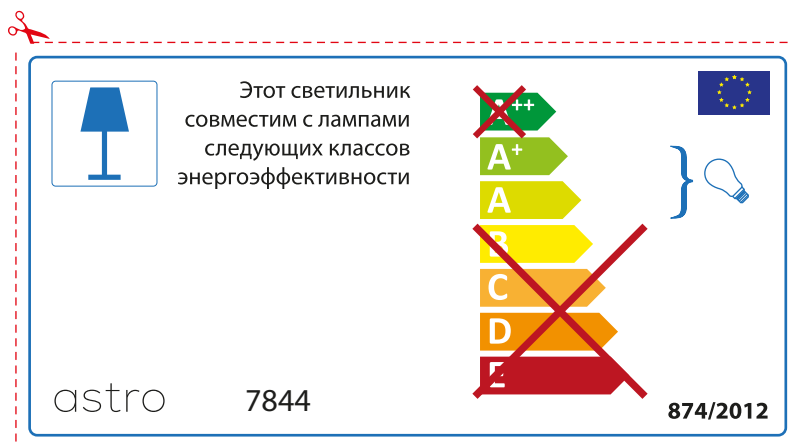 Этот светильник
совместим с лампами
следующих классов
энергоэффективности
A++
A+
A
B
C
D
E
astro
7844
874/2012